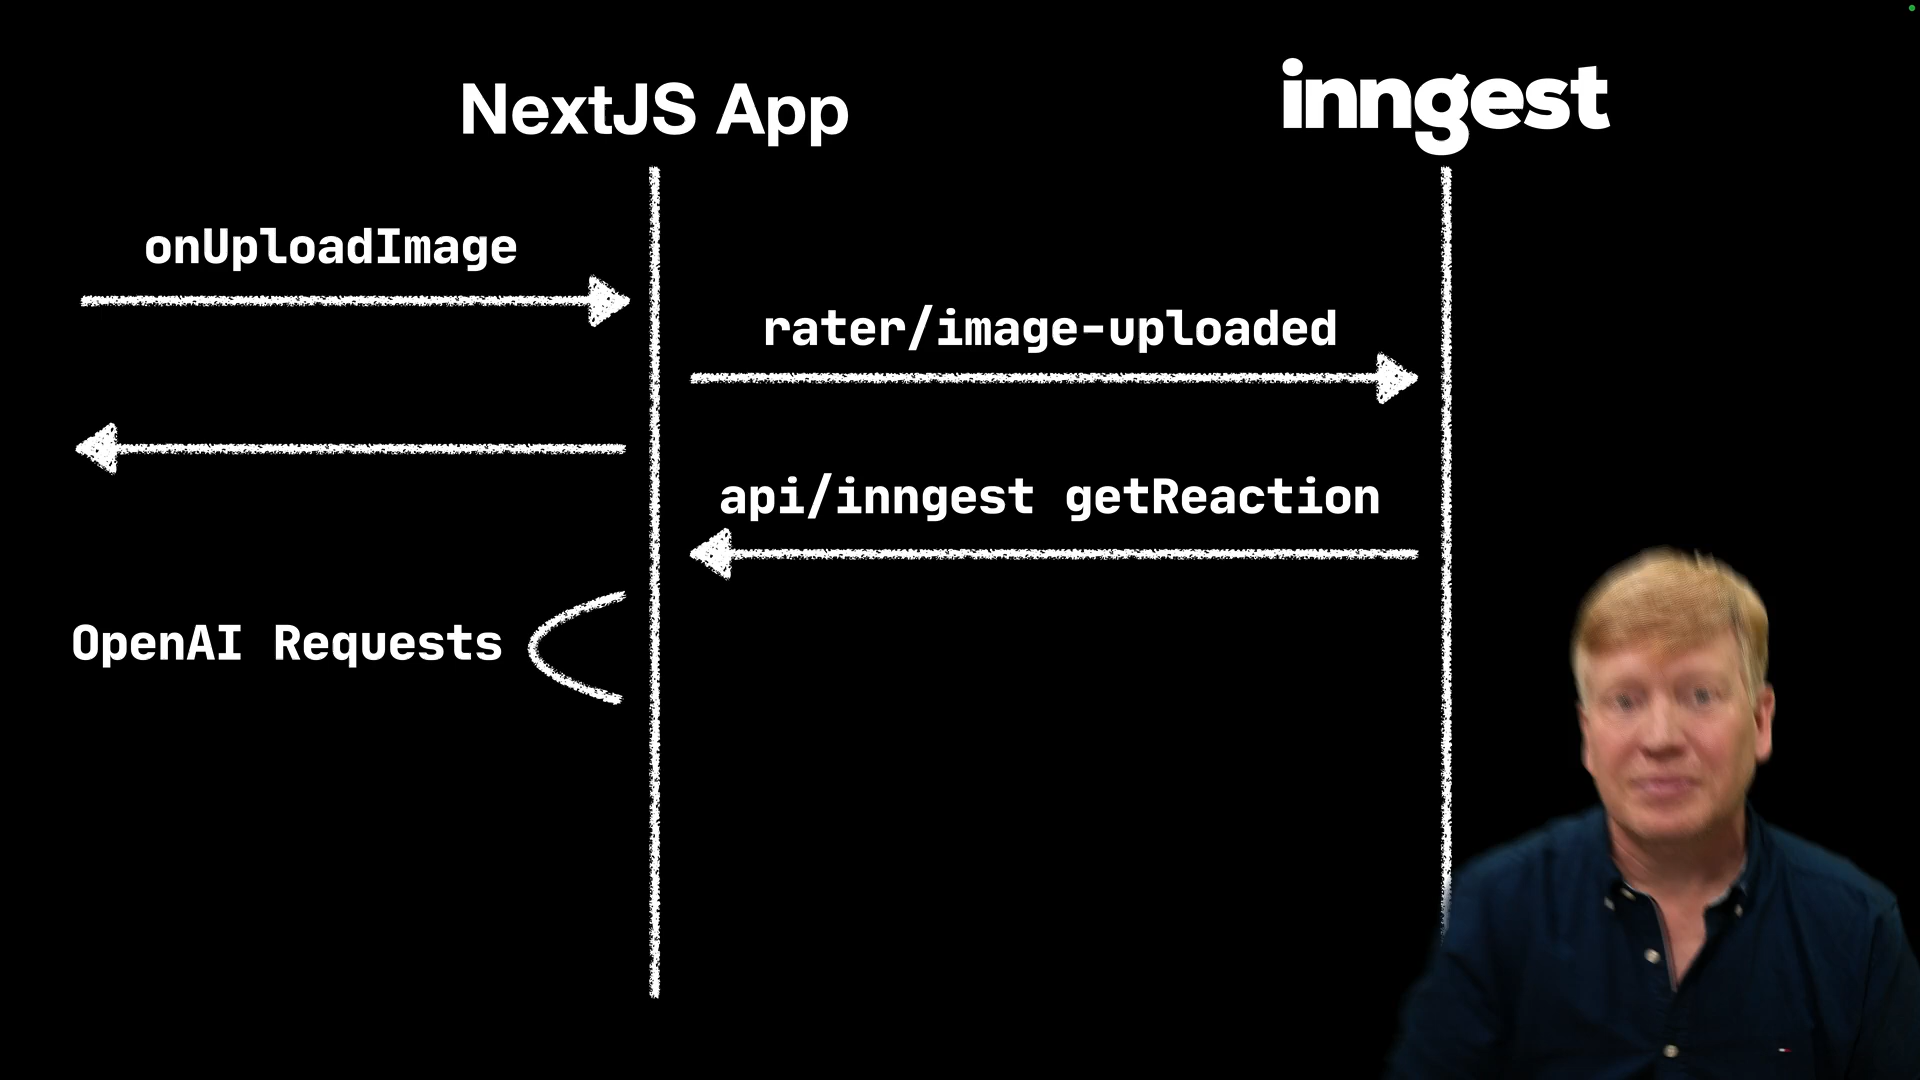 NextJS App
inngest
onUploadImage
rater/image-uploaded
api/inngest getReaction
OpenAI Requests